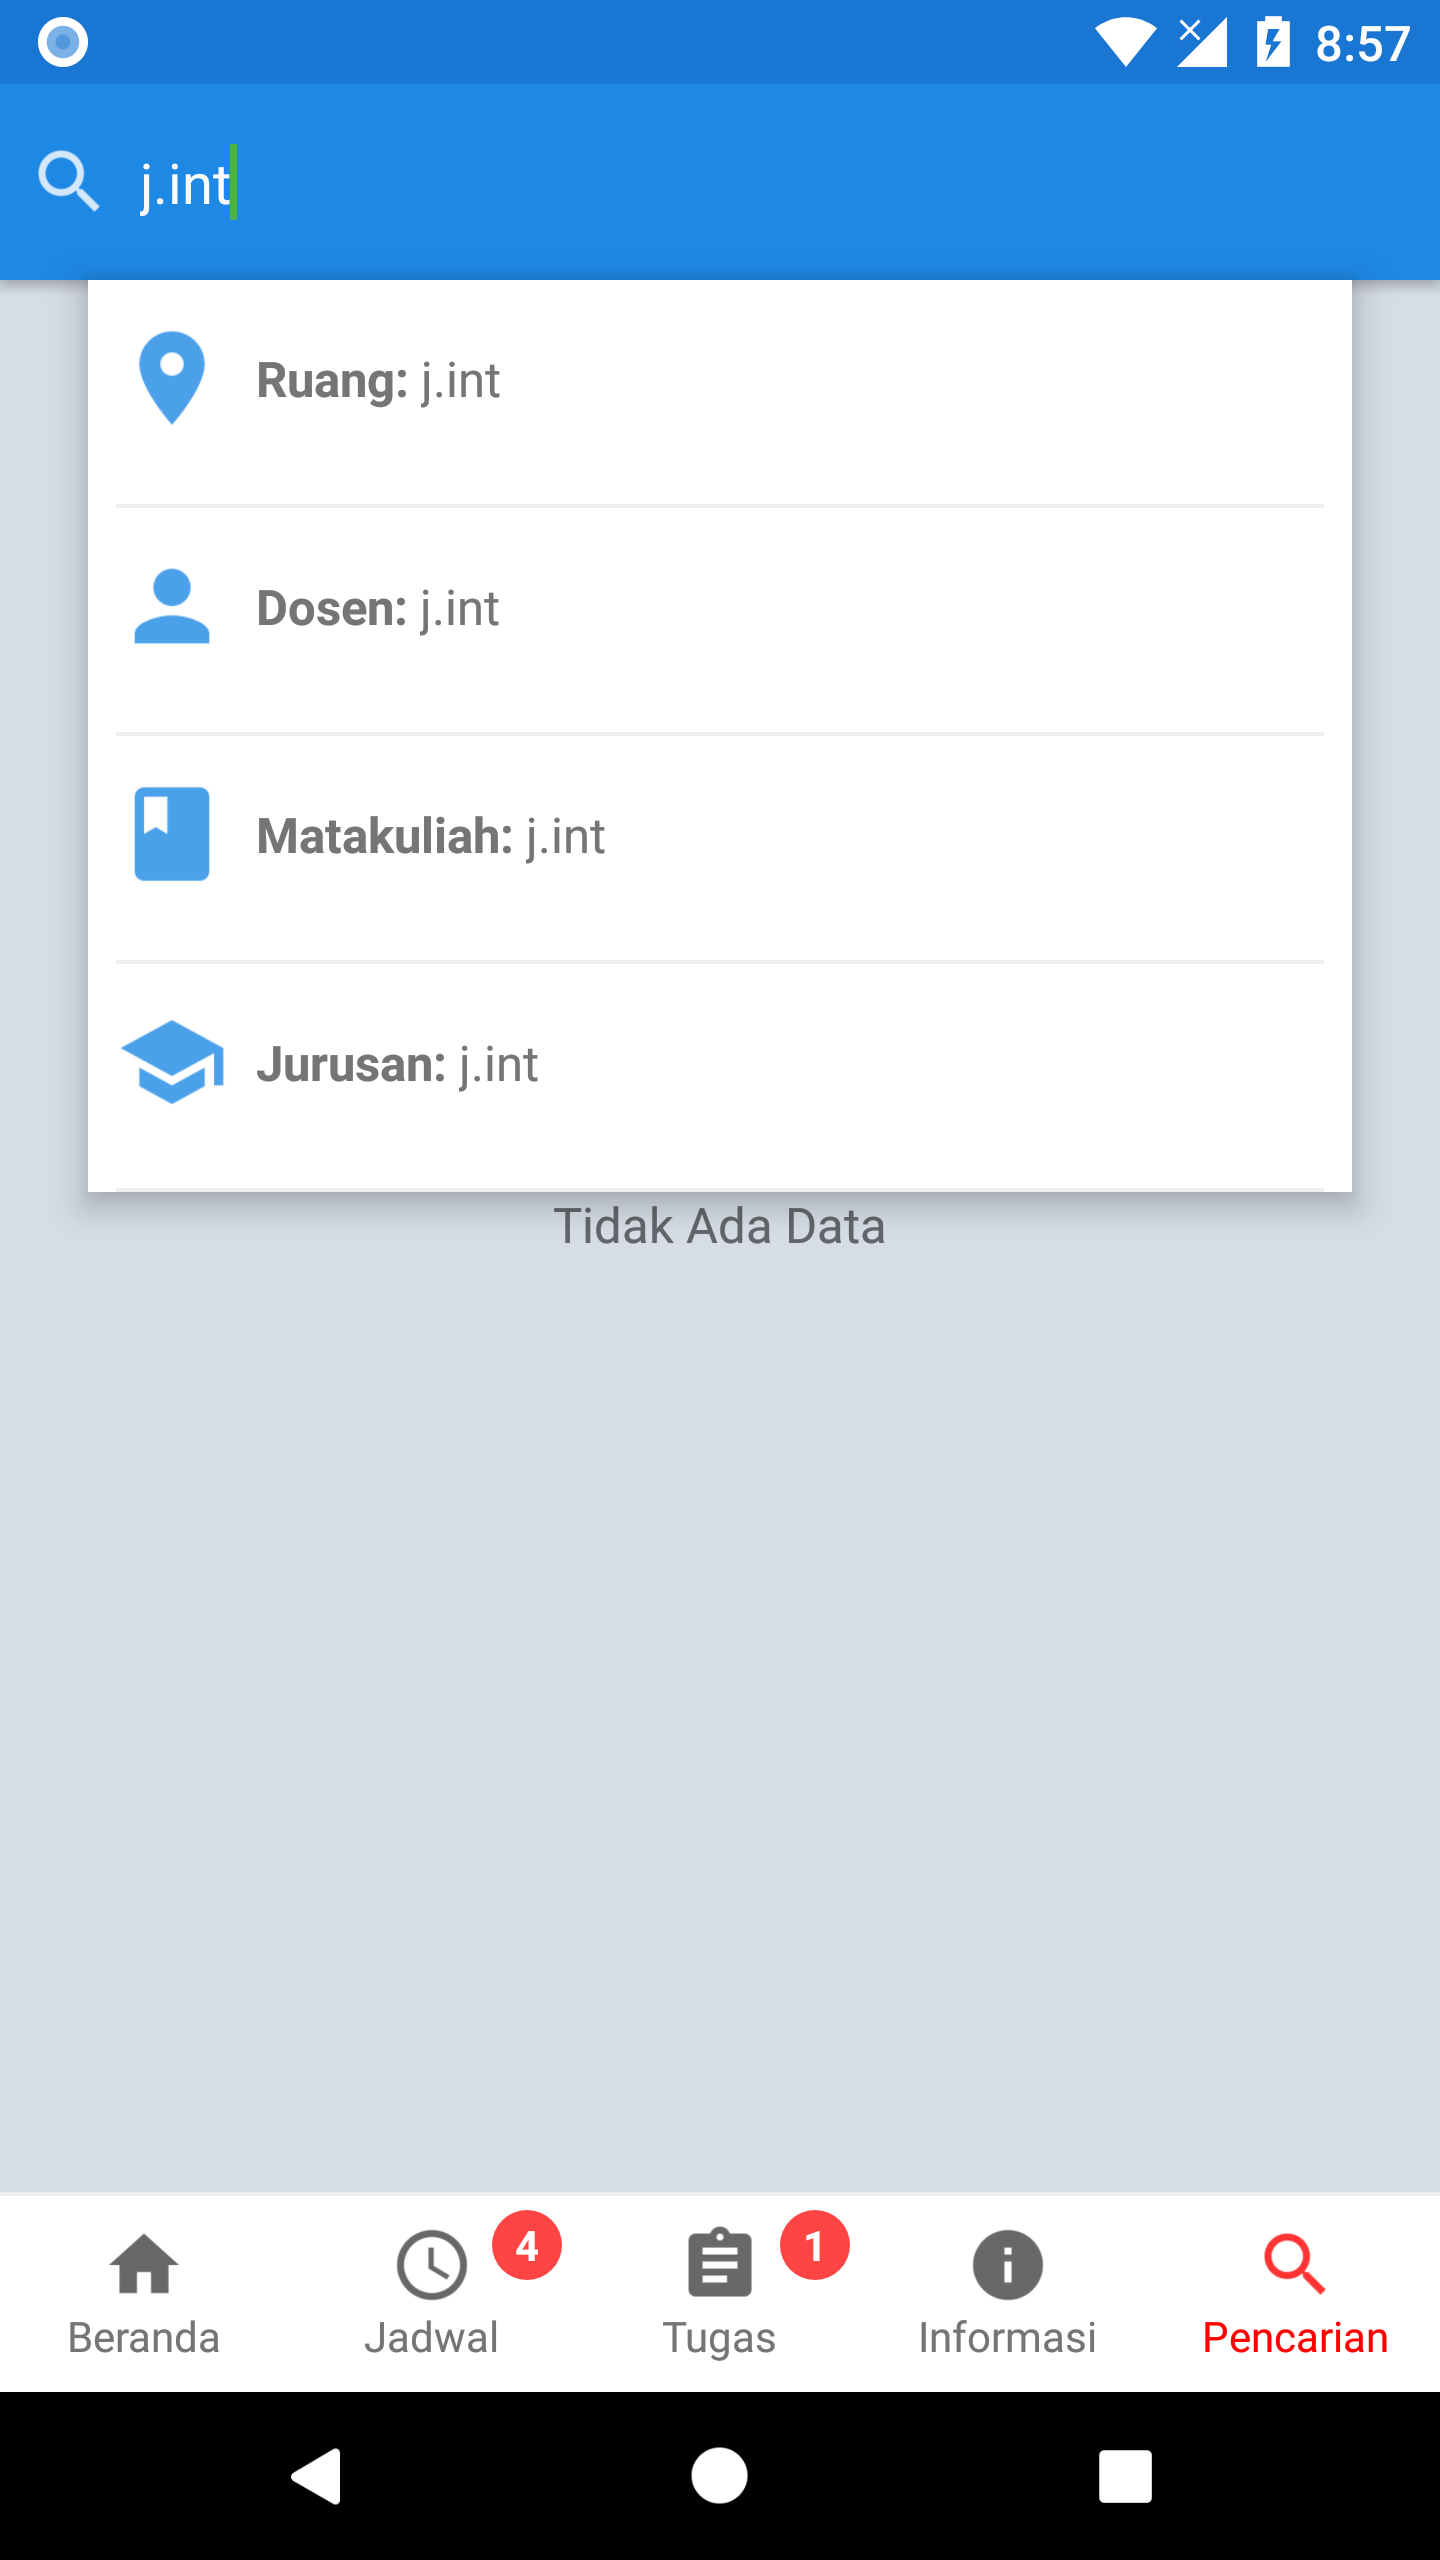 8:57
j.int
Ruang: j.int
Dosen: j.int
Matakuliah: j.int
Jurusan: j.int
Tidak Ada Data
4
1
Beranda
Jadwal
Tugas
Informasi
Pencarian